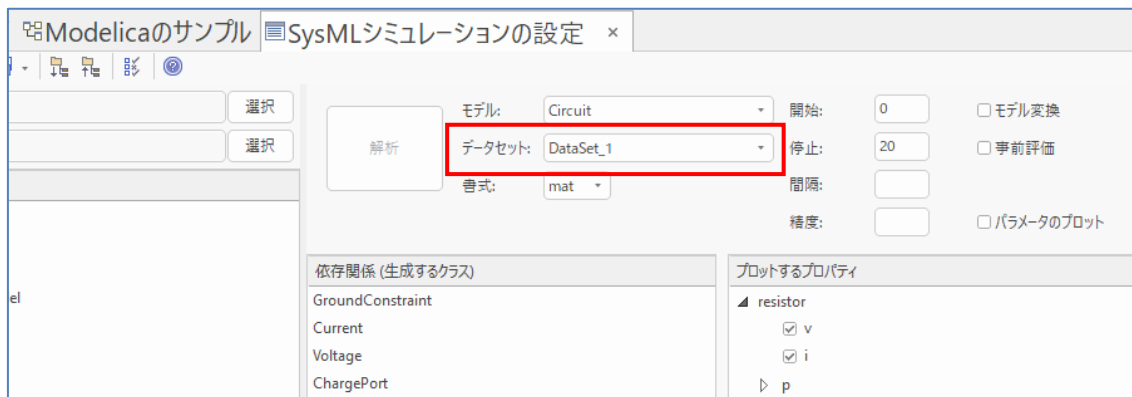 Modelicaのサンプル SysMLシミュレーションの設定 ×
選択 モデル: Circuit 開始: 0 モデル変換
選択 解析 データセット: DataSet_1 停止: 20 事前評価
書式: mat 間隔:
精度: パラメータのプロット
依存関係 (生成するクラス) プロットするプロパティ
el GroundConstraint resistor
Current v
Voltage i
ChargePort p